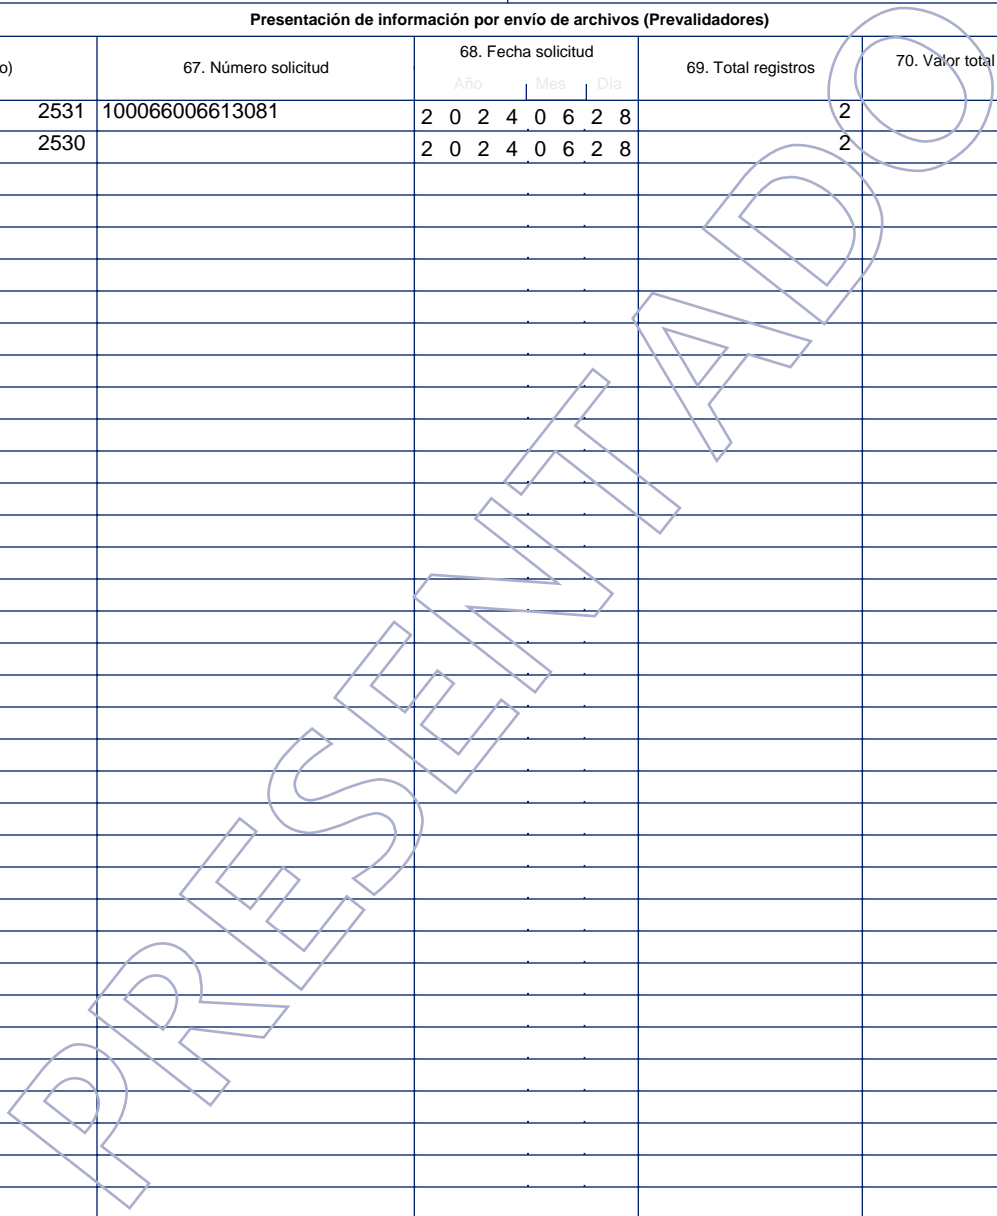 Presentación de información por envío de archivos (Prevalidadores)
o) 67. Número solicitud 68. Fecha solicitud 69. Total registros 70. Valor total
Año Mes Día
2531 100066006613081 2 0 2 4 0 6 2 8 2
2530 2 0 2 4 0 6 2 8 2
PRESENTADO